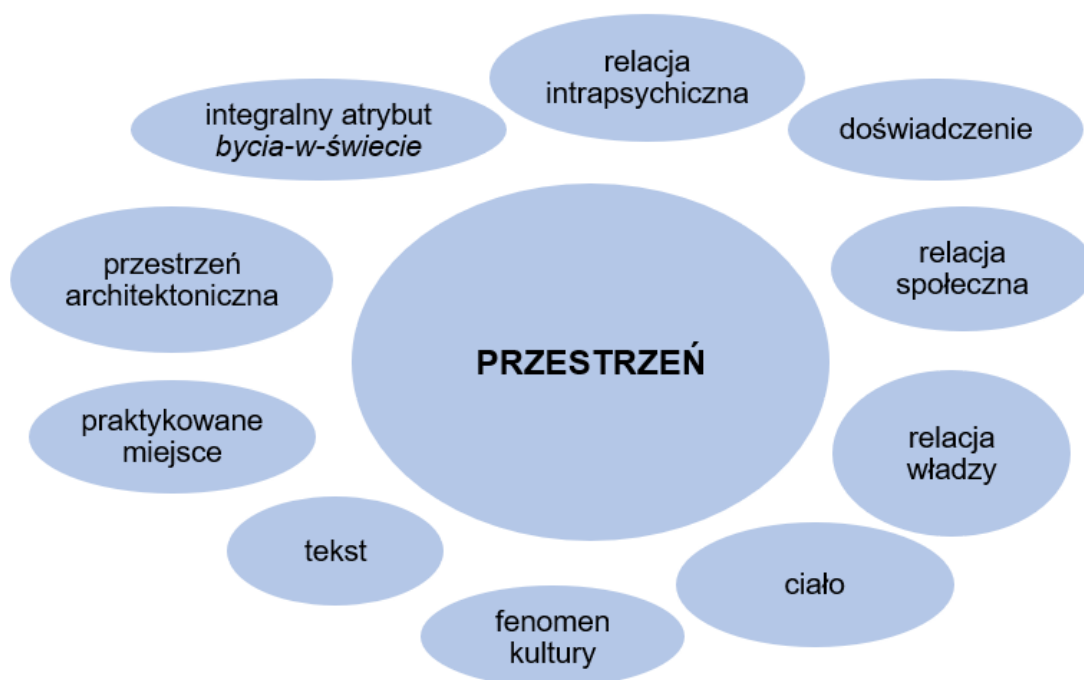 relacja
intrapsychiczna
integralny atrybut
bycia-w-świecie
doświadczenie
przestrzeń
architektoniczna
relacja
społeczna
PRZESTRZEŃ
praktykowane
miejsce
relacja
władzy
tekst
ciało
fenomen
kultury